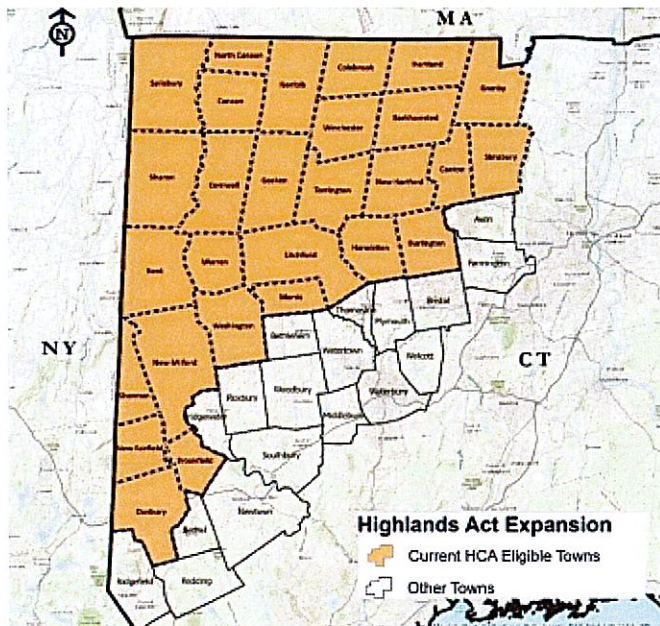 MA
N
North Canaan
Salisbury
Canaan
Norfolk
Colebrook
Hartland
Granby
Winchester
Barkhamsted
Sharon
Cornwall
Goshen
Torrington
New Hartford
Canton
Simsbury
Kent
Warren
Litchfield
Harwinton
Burlington
Avon
Farmington
Morris
Washington
Bethlehem
Thomaston
Plymouth
Bristol
NY
New Milford
Watertown
Wolcott
CT
Roxbury
Woodbury
Waterbury
Sherman
Bridgewater
Middlebury
New Fairfield
Brookfield
Southbury
Danbury
Bethel
Newtown
Ridgefield
Redding
Highlands Act Expansion
Current HCA Eligible Towns
Other Towns